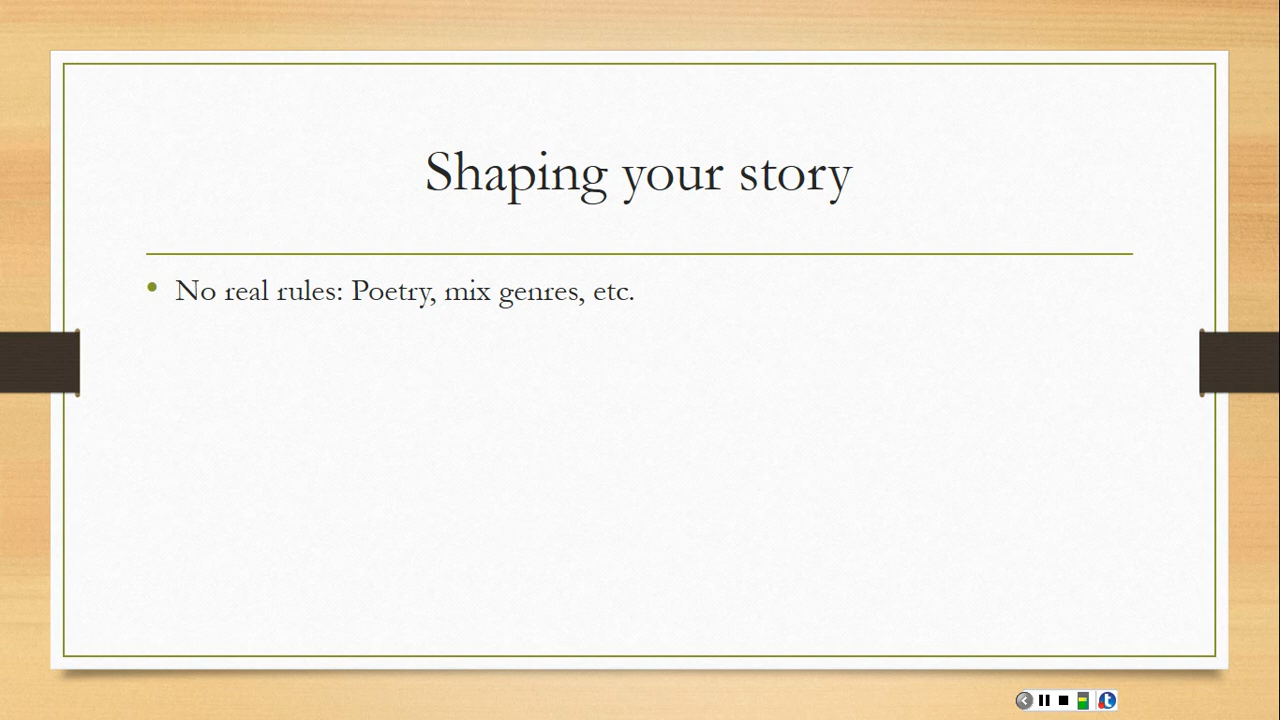 Shaping your story
• No real rules: Poetry, mix genres, etc.